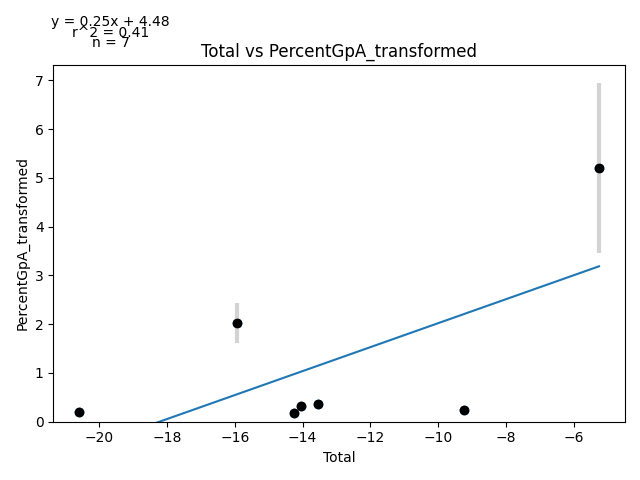 y = 0.25x + 4.48
r^2 = 0.41
n = 7
Total vs PercentGpA_transformed
7
6
5
4
3
2
1
0
PercentGpA_transformed
−20 −18 −16 −14 −12 −10 −8 −6
Total